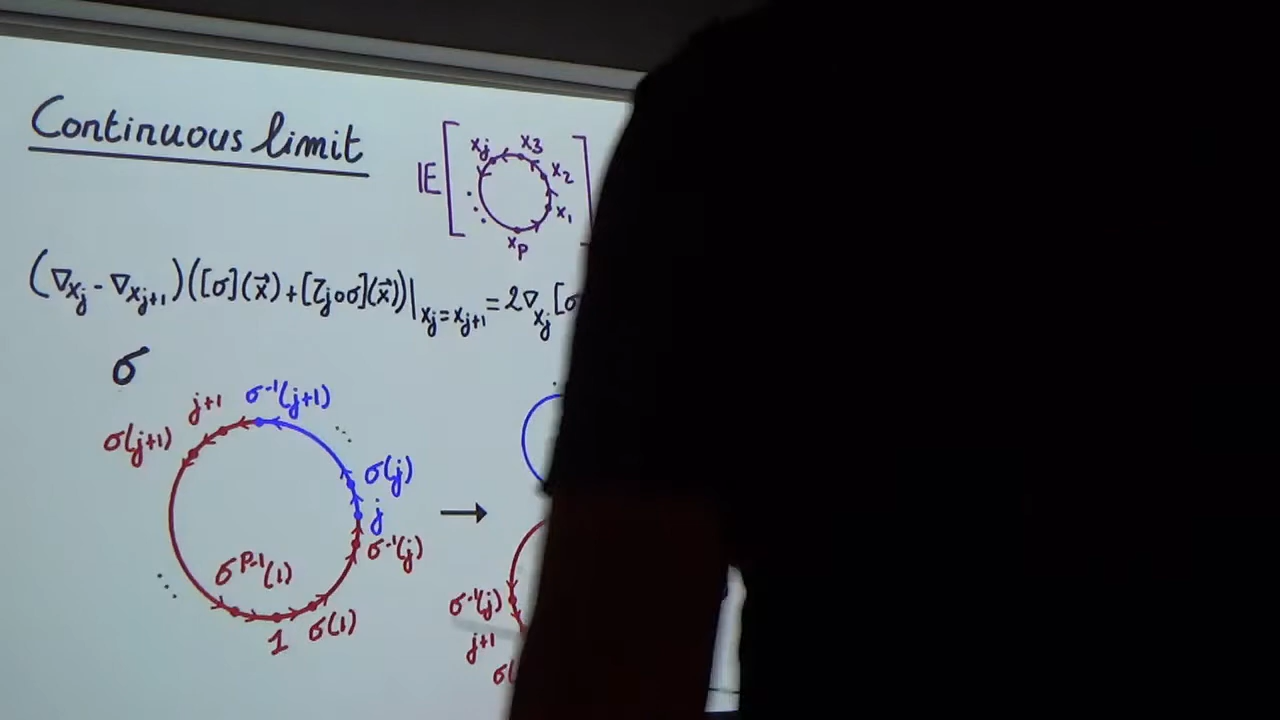 Continuous limit
𝔼[ xj x3 x2 x1 xp ]
(∇xj - ∇xj+1)([σ](x⃗)+[τj∘σ](x⃗))|xj=xj+1 = 2∇xj[σ
σ
j+1 σ⁻¹(j+1)
σ(j+1)
σ(j)
j
σ⁻¹(j)
σᵖ⁻¹(1)
1 σ(1)
σ⁻¹(j)
j+1
σ(